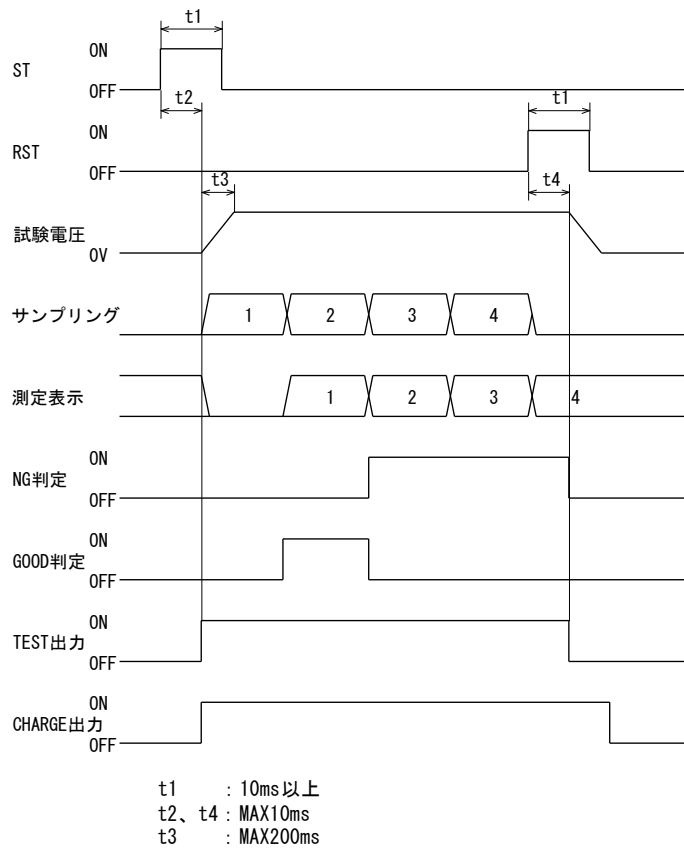 t1
ON
ST
OFF
t2
t1
ON
RST
OFF
t3
t4
試験電圧
0V
サンプリング
1 2 3 4
測定表示
1 2 3 4
ON
NG判定
OFF
ON
GOOD判定
OFF
ON
TEST出力
OFF
ON
CHARGE出力
OFF
t1 : 10ms以上
t2、t4 : MAX10ms
t3 : MAX200ms